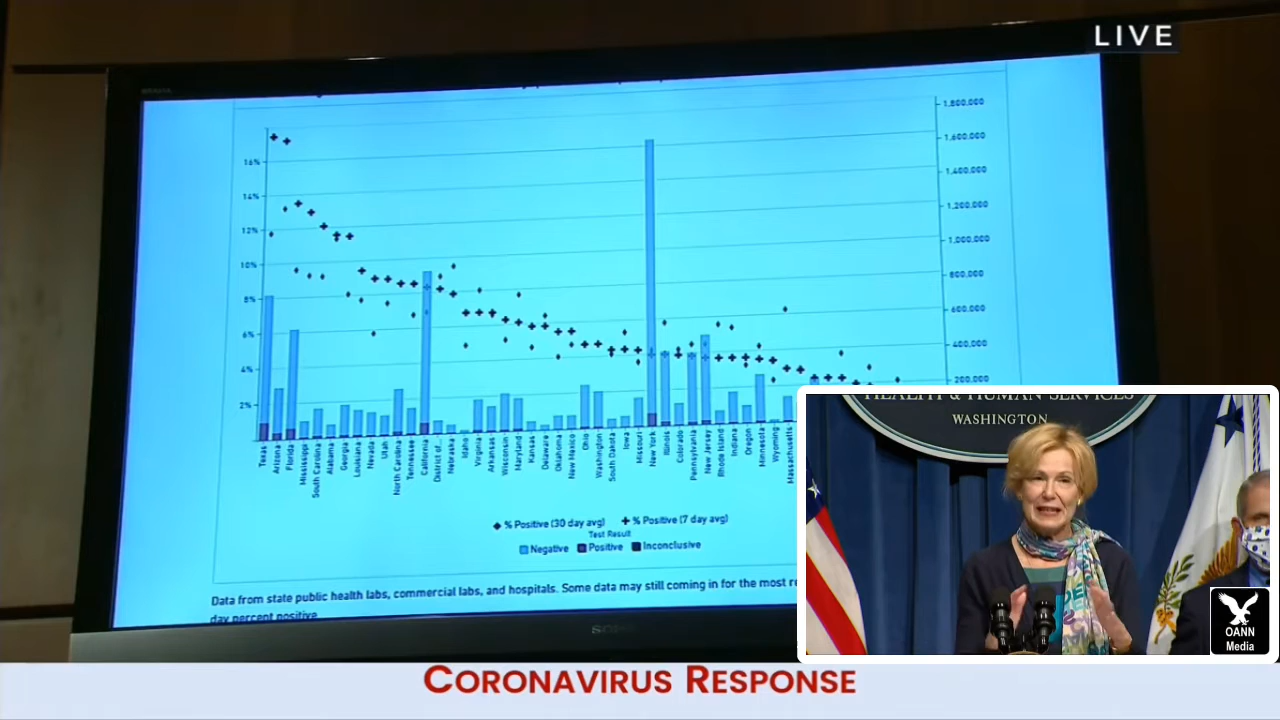 LIVE
1,800,000
1,600,000
1,400,000
1,200,000
1,000,000
800,000
600,000
400,000
200,000
16%
14%
12%
10%
8%
6%
4%
2%
Texas
Arizona
Florida
Mississippi
South Carolina
Alabama
Georgia
Louisiana
Nevada
Utah
North Carolina
Tennessee
California
District of...
Nebraska
Idaho
Virginia
Arkansas
Wisconsin
Maryland
Kansas
Delaware
Oklahoma
New Mexico
Ohio
Washington
South Dakota
Iowa
Missouri
New York
Illinois
Colorado
Pennsylvania
New Jersey
Rhode Island
Indiana
Oregon
Minnesota
Wyoming
Massachusetts
% Positive (30 day avg) % Positive (7 day avg)
Test Result
Negative Positive Inconclusive
Data from state public health labs, commercial labs, and hospitals. Some data may still coming in for the most
day percent positive
HEALTH & HUMAN SERVICES
WASHINGTON
OANN
Media
CORONAVIRUS RESPONSE